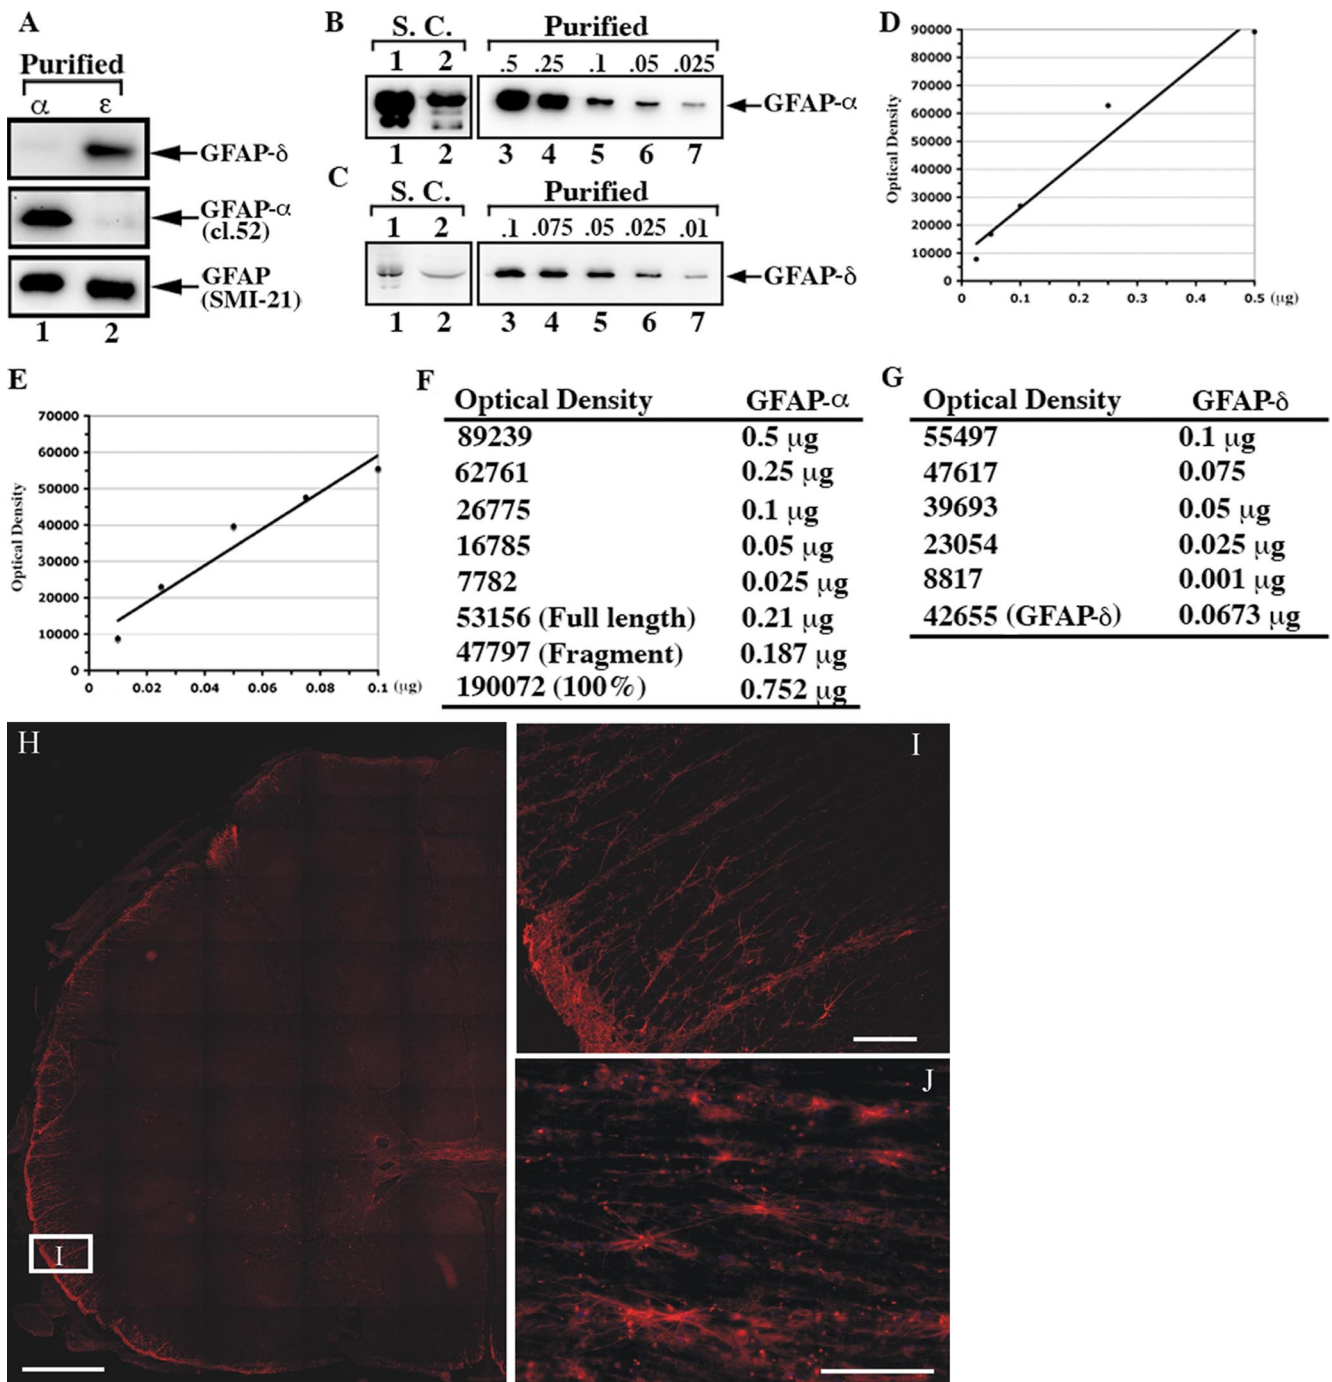 A
Purified
α ε
GFAP-δ
GFAP-α
(cl.52)
GFAP
(SMI-21)
1 2
B
S. C. Purified
1 2 .5 .25 .1 .05 .025
GFAP-α
1 2 3 4 5 6 7
C
S. C. Purified
1 2 .1 .075 .05 .025 .01
GFAP-δ
1 2 3 4 5 6 7
D
Optical Density
90000
80000
70000
60000
50000
40000
30000
20000
10000
0
0 0.1 0.2 0.3 0.4 0.5 (μg)
E
Optical Density
70000
60000
50000
40000
30000
20000
10000
0
0 0.02 0.04 0.06 0.08 0.1 (μg)
F
Optical Density GFAP-α
89239 0.5 μg
62761 0.25 μg
26775 0.1 μg
16785 0.05 μg
7782 0.025 μg
53156 (Full length) 0.21 μg
47797 (Fragment) 0.187 μg
190072 (100%) 0.752 μg
G
Optical Density GFAP-δ
55497 0.1 μg
47617 0.075
39693 0.05 μg
23054 0.025 μg
8817 0.001 μg
42655 (GFAP-δ) 0.0673 μg
H
I
I
J